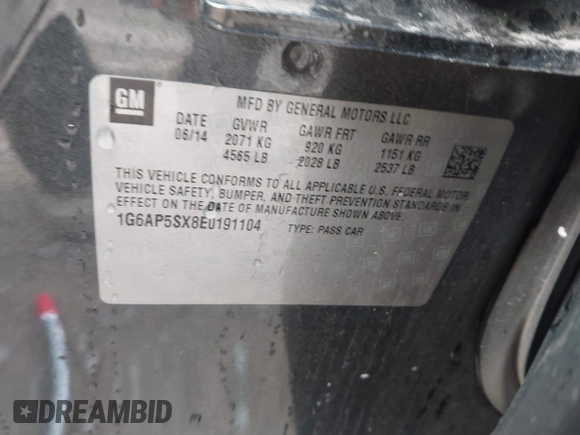 GM
MFD BY GENERAL MOTORS LLC
DATE GVWR GAWR FRT GAWR RR
06/14 2071 KG 920 KG 1151 KG
4565 LB 2028 LB 2537 LB
THIS VEHICLE CONFORMS TO ALL APPLICABLE U.S. FEDERAL MOTOR
VEHICLE SAFETY, BUMPER, AND THEFT PREVENTION STANDARDS IN
EFFECT ON THE DATE OF MANUFACTURE SHOWN ABOVE.
1G6AP5SX8E0191104 TYPE: PASS CAR
DREAMBID